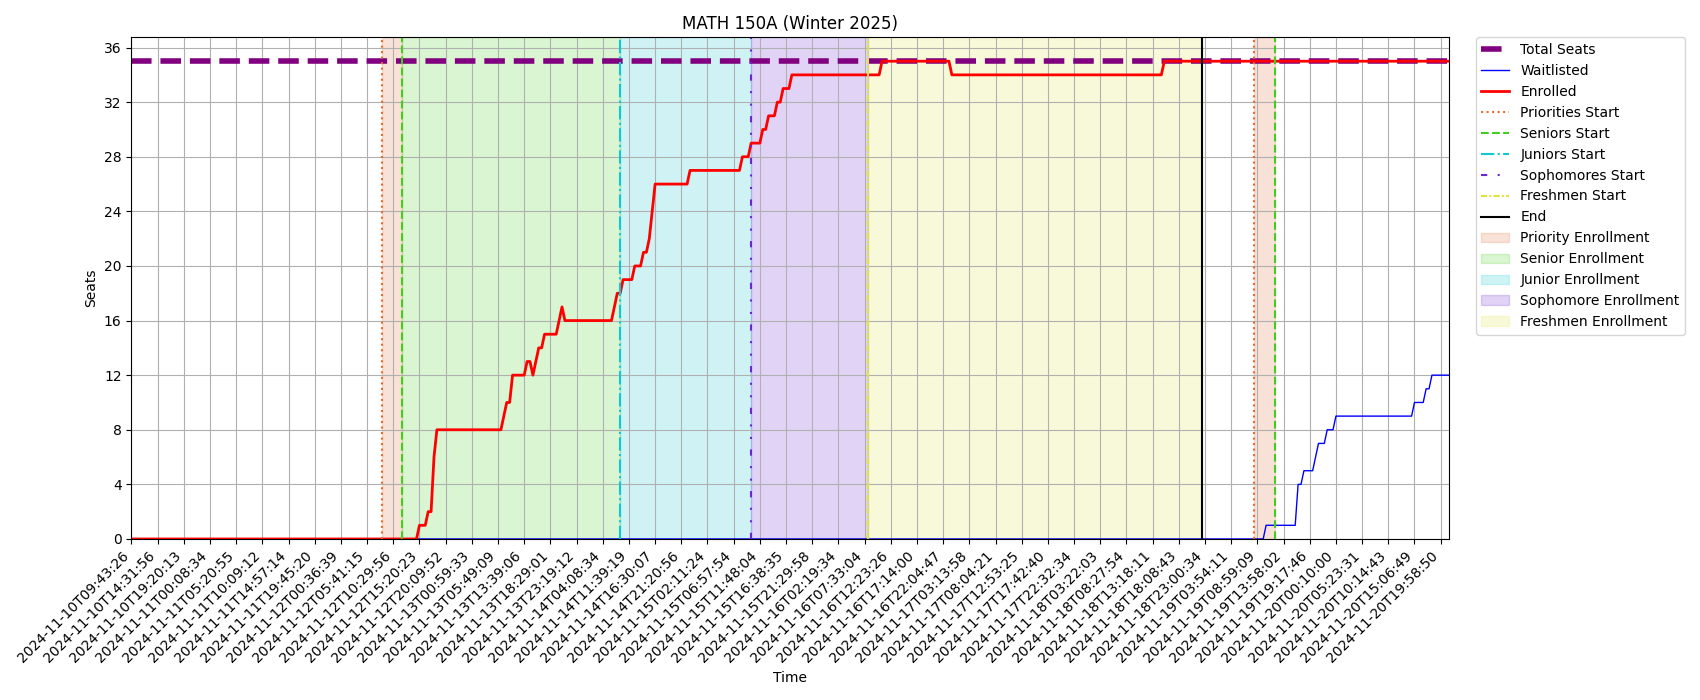 MATH 150A (Winter 2025)
36
32
28
24
20
16
12
8
4
0
Seats
2024-11-10T09:43:26
2024-11-10T14:31:56
2024-11-10T19:20:13
2024-11-11T00:08:34
2024-11-11T05:20:55
2024-11-11T10:09:12
2024-11-11T14:57:14
2024-11-11T19:45:20
2024-11-12T00:36:39
2024-11-12T05:41:15
2024-11-12T10:29:56
2024-11-12T15:20:23
2024-11-12T20:09:52
2024-11-13T00:59:33
2024-11-13T05:49:09
2024-11-13T13:39:06
2024-11-13T18:29:01
2024-11-13T23:19:12
2024-11-14T04:08:34
2024-11-14T11:39:19
2024-11-14T16:30:07
2024-11-14T21:20:56
2024-11-15T02:11:24
2024-11-15T06:57:54
2024-11-15T11:48:04
2024-11-15T16:38:35
2024-11-15T21:29:58
2024-11-16T02:19:34
2024-11-16T07:33:04
2024-11-16T12:23:26
2024-11-16T17:14:00
2024-11-16T22:04:47
2024-11-17T03:13:58
2024-11-17T08:04:21
2024-11-17T12:53:25
2024-11-17T17:42:40
2024-11-17T22:32:34
2024-11-18T03:22:03
2024-11-18T08:27:54
2024-11-18T13:18:11
2024-11-18T18:08:43
2024-11-18T23:00:34
2024-11-19T03:54:11
2024-11-19T08:59:09
2024-11-19T13:58:02
2024-11-19T19:17:46
2024-11-20T00:10:00
2024-11-20T05:23:31
2024-11-20T10:14:43
2024-11-20T15:06:49
2024-11-20T19:58:50
Time
Total Seats
Waitlisted
Enrolled
Priorities Start
Seniors Start
Juniors Start
Sophomores Start
Freshmen Start
End
Priority Enrollment
Senior Enrollment
Junior Enrollment
Sophomore Enrollment
Freshmen Enrollment